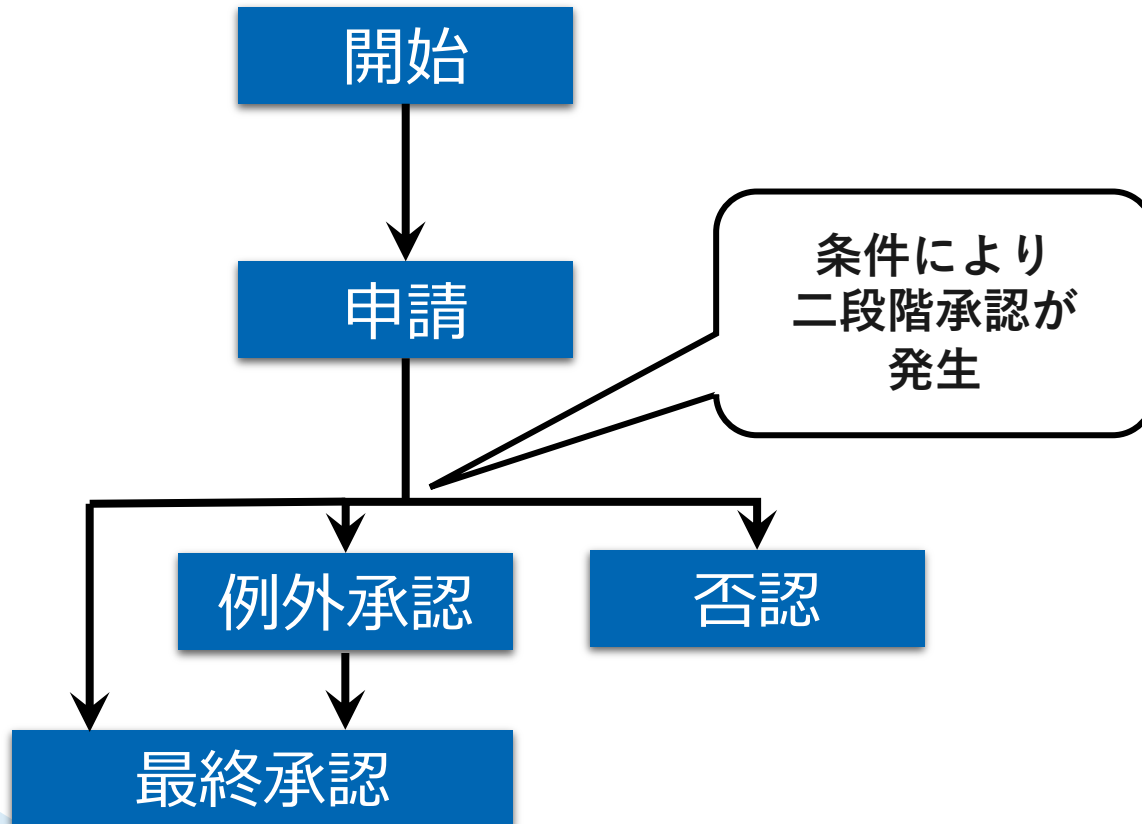 開始
申請
条件により
二段階承認が
発生
例外承認
否認
最終承認